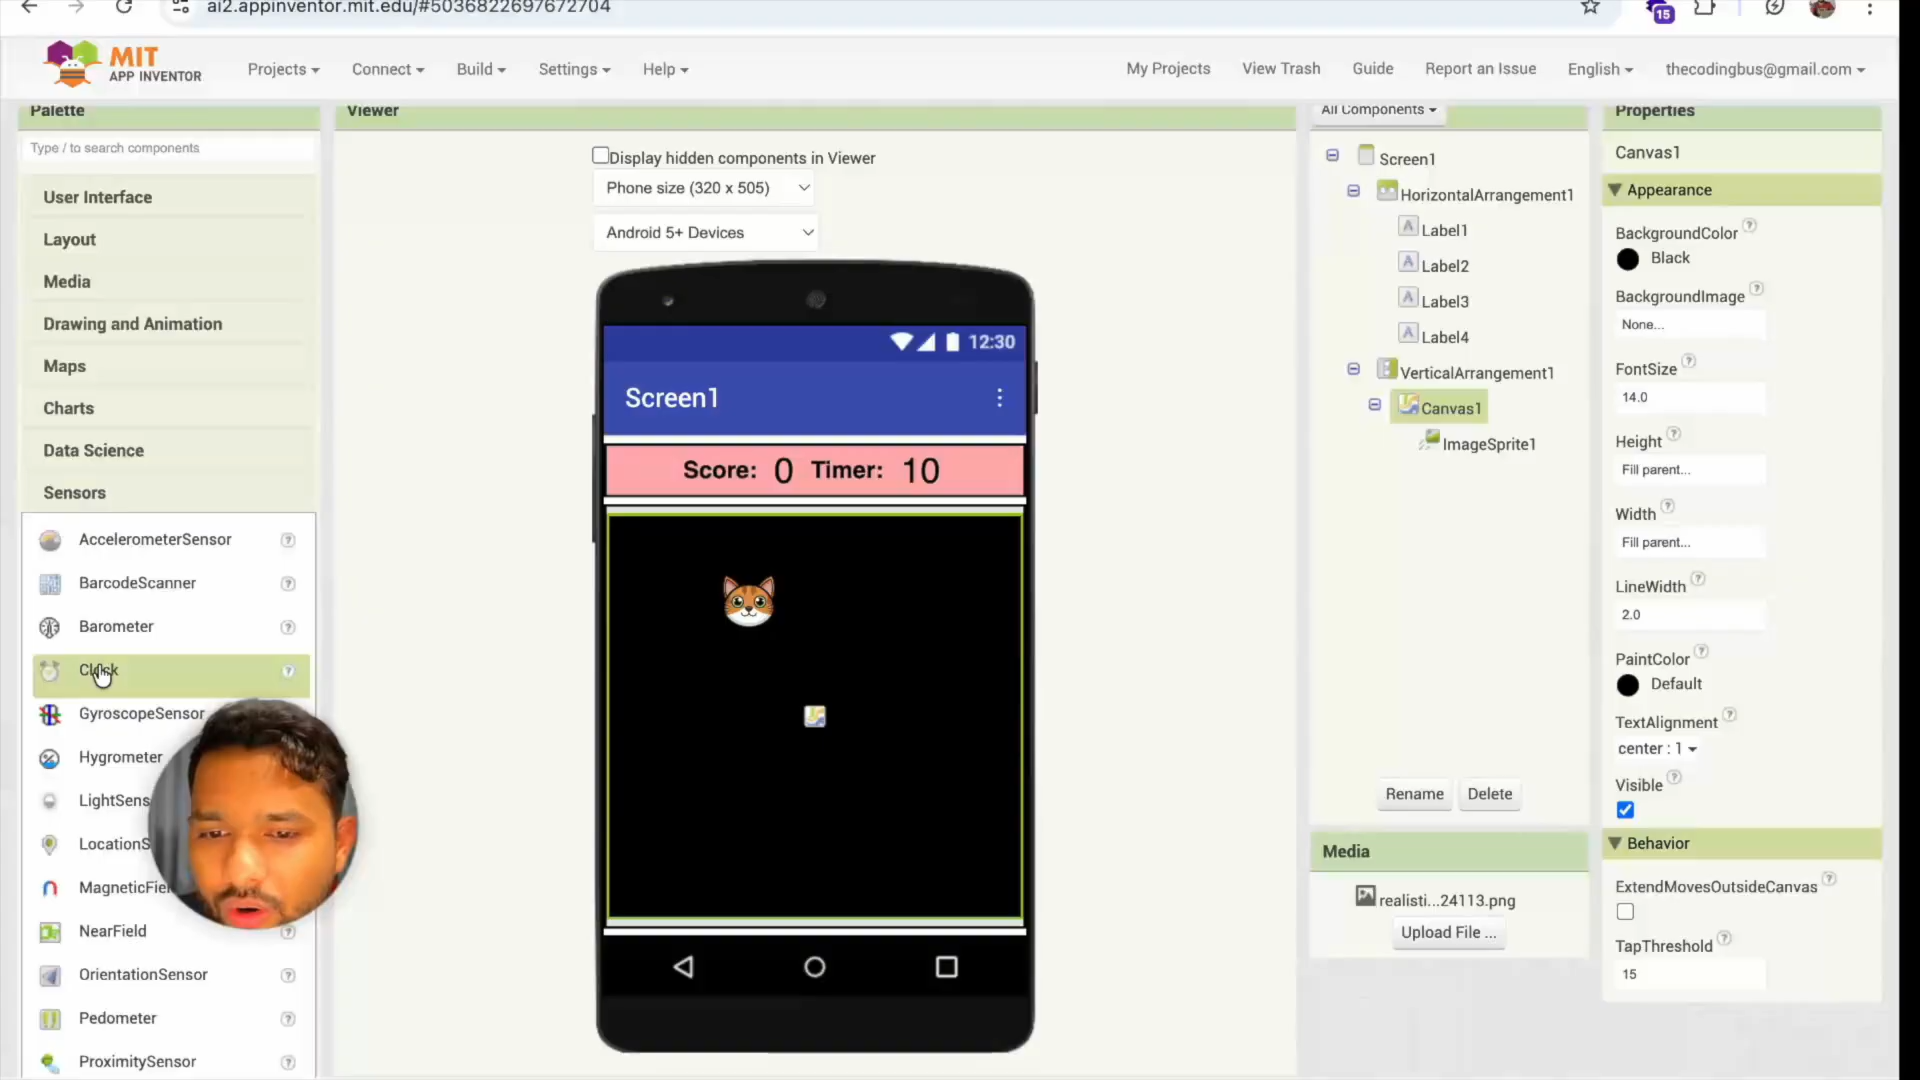 ai2.appinventor.mit.edu/#5036822697672704
15
MIT
APP INVENTOR
Projects
Connect
Build
Settings
Help
My Projects
View Trash
Guide
Report an Issue
English
thecodingbus@gmail.com
Palette
Type / to search components
User Interface
Layout
Media
Drawing and Animation
Maps
Charts
Data Science
Sensors
AccelerometerSensor
BarcodeScanner
Barometer
Clock
GyroscopeSensor
Hygrometer
LightSens
LocationS
MagneticFie
NearField
OrientationSensor
Pedometer
ProximitySensor
Viewer
Display hidden components in Viewer
Phone size (320 x 505)
Android 5+ Devices
12:30
Screen1
Score: 0 Timer: 10
All Components
Screen1
HorizontalArrangement1
Label1
Label2
Label3
Label4
VerticalArrangement1
Canvas1
ImageSprite1
Rename
Delete
Media
realisti...24113.png
Upload File ...
Properties
Canvas1
Appearance
BackgroundColor
Black
BackgroundImage
None...
FontSize
14.0
Height
Fill parent...
Width
Fill parent...
LineWidth
2.0
PaintColor
Default
TextAlignment
center : 1
Visible
Behavior
ExtendMovesOutsideCanvas
TapThreshold
15